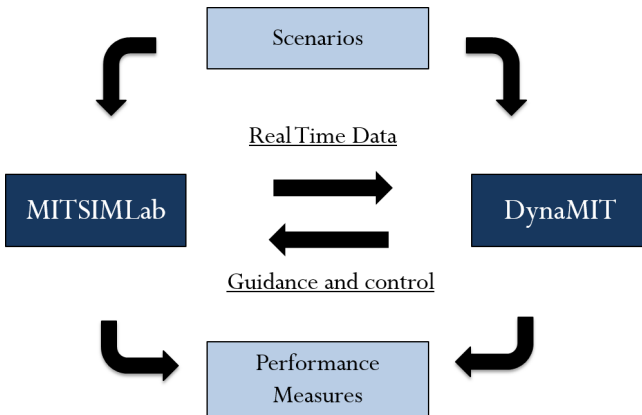 Scenarios
Real Time Data
MITSIMLab
DynaMIT
Guidance and control
Performance
Measures